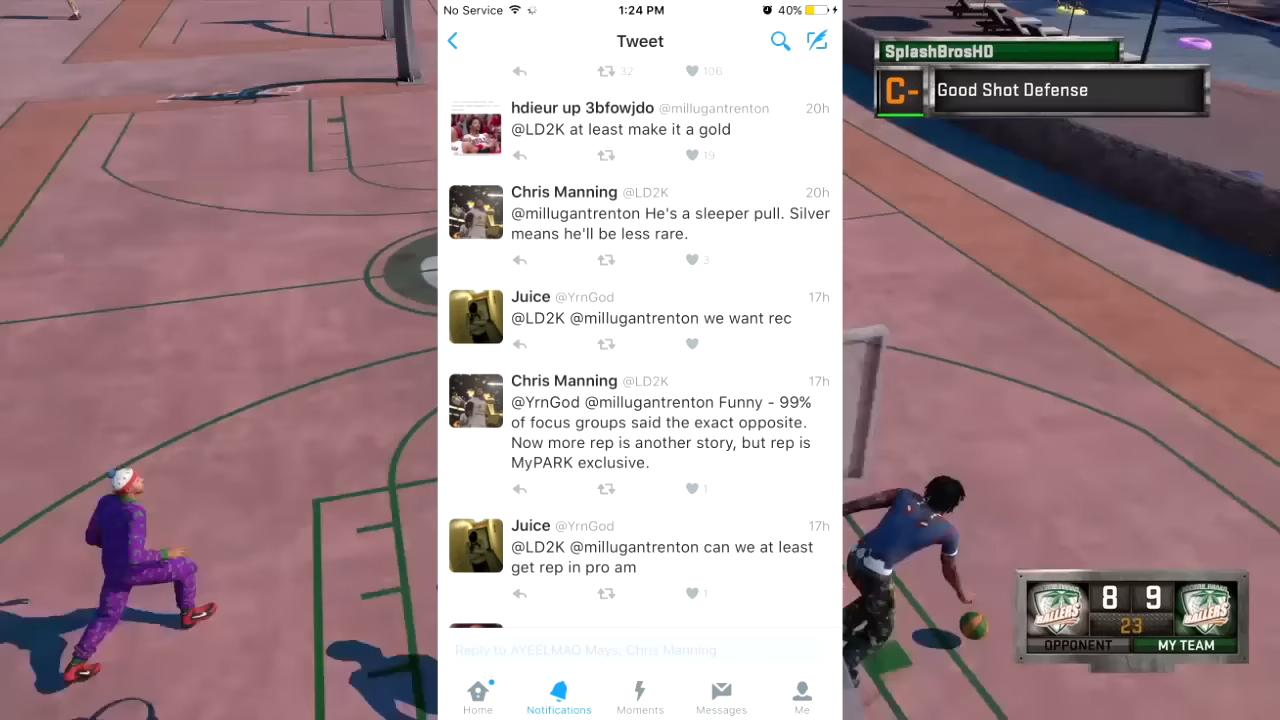 No Service
1:24 PM
40%
Tweet
32
106
hdieur up 3bfowjdo @millugantrenton 20h
@LD2K at least make it a gold
19
Chris Manning @LD2K 20h
@millugantrenton He's a sleeper pull. Silver
means he'll be less rare.
3
Juice @YrnGod 17h
@LD2K @millugantrenton we want rec
Chris Manning @LD2K 17h
@YrnGod @millugantrenton Funny - 99%
of focus groups said the exact opposite.
Now more rep is another story, but rep is
MyPARK exclusive.
1
Juice @YrnGod 17h
@LD2K @millugantrenton can we at least
get rep in pro am
1
Reply to AYEELMAO Mays, Chris Manning
Home
Notifications
Moments
Messages
Me
SplashBrosHD
C-
Good Shot Defense
BALLERS
8 9
BALLERS
23
OPPONENT
MY TEAM